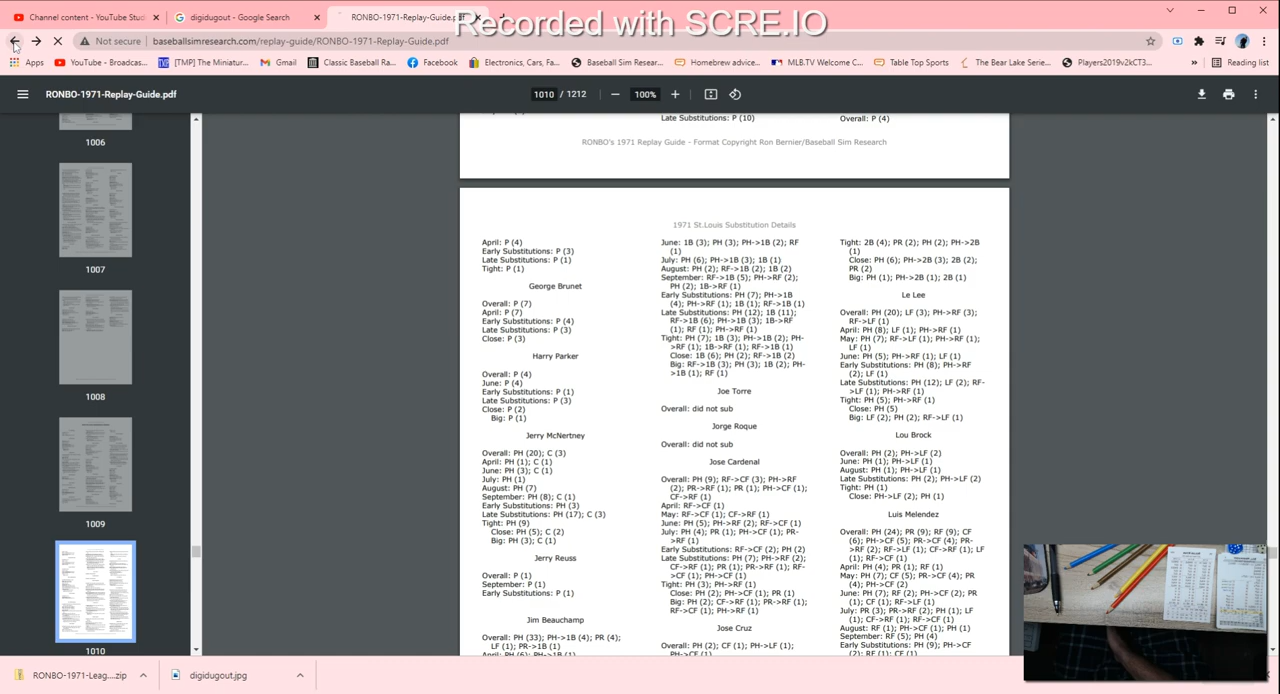 Channel content - YouTube Stud
digidugout - Google Search
RONBO-1971-Replay-Guide.pdf
Recorded with SCRE.IO
Not secure
baseballsimresearch.com/replay-guide/RONBO-1971-Replay-Guide.pdf
Apps
YouTube - Broadcas...
[TMP] The Miniatur...
Gmail
Classic Baseball Ra...
Facebook
Electronics, Cars, Fa...
Baseball Sim Resear...
Homebrew advice...
MLB.TV Welcome C...
Table Top Sports
The Bear Lake Serie...
Players2019v2kCT3...
Reading list
RONBO-1971-Replay-Guide.pdf
1010 / 1212
100%
1006
1007
1008
1009
1010
Late Substitutions: P (10)
Overall: P (4)
RONBO's 1971 Replay Guide - Format Copyright Ron Bernier/Baseball Sim Research
1971 St.Louis Substitution Details
April: P (4)
Early Substitutions: P (3)
Late Substitutions: P (1)
Tight: P (1)
George Brunet
Overall: P (7)
April: P (7)
Early Substitutions: P (4)
Late Substitutions: P (3)
Close: P (3)
Harry Parker
Overall: P (4)
June: P (4)
Early Substitutions: P (1)
Late Substitutions: P (3)
Close: P (2)
Big: P (1)
Jerry McNertney
Overall: PH (20); C (3)
April: PH (1); C (1)
June: PH (3); C (1)
July: PH (1)
August: PH (7)
September: PH (8); C (1)
Early Substitutions: PH (3)
Late Substitutions: PH (17); C (3)
Tight: PH (9)
Close: PH (5); C (2)
Big: PH (3); C (1)
Jerry Reuss
Overall: P (1)
September: P (1)
Early Substitutions: P (1)
Jim Beauchamp
Overall: PH (33); PH->1B (4); PR (4);
LF (1); PR->1B (1)
June: 1B (3); PH (3); PH->1B (2); RF
(1)
July: PH (6); PH->1B (3); 1B (1)
August: PH (2); RF->1B (2); 1B (2)
September: RF->1B (5); PH->RF (2);
PH (2); 1B->RF (1)
Early Substitutions: PH (7); PH->1B
(4); PH->RF (1); 1B (1); RF->1B (1)
Late Substitutions: PH (12); 1B (11);
RF->1B (6); PH->1B (3); 1B->RF
(1); RF (1); PH->RF (1)
Tight: PH (7); 1B (3); PH->1B (2); PH-
>RF (1); 1B->RF (1); RF->1B (1)
Close: 1B (6); PH (2); RF->1B (2)
Big: RF->1B (3); PH (3); 1B (2); PH-
>1B (1); RF (1)
Joe Torre
Overall: did not sub
Jorge Roque
Overall: did not sub
Jose Cardenal
Overall: PH (9); RF->CF (3); PH->RF
(2); PR->RF (1); PR (1); PH->CF (1);
CF->RF (1)
April: RF->CF (1)
May: RF->CF (1); CF->RF (1)
June: PH (5); PH->RF (2); RF->CF (1)
July: PH (4); PR (1); PH->CF (1); PR-
>RF (1)
Early Substitutions: RF->CF (2); PH (2)
Late Substitutions: PH (7); PH->RF (2);
CF->RF (1); PR->RF (1); PR (1); RF-
>CF (1); PH->CF (1)
Tight: PH (3); PH->RF (1)
Close: PH (2); PH->CF (1); PR (1)
Big: PH (2); CF->RF (1); PR->RF (1);
RF->CF (1); PH->RF (1)
Jose Cruz
Overall: PH (2); CF (1); PH->LF (1);
Tight: 2B (4); PR (2); PH (2); PH->2B
(1)
Close: PH (6); PH->2B (3); 2B (2);
PR (2)
Big: PH (1); PH->2B (1); 2B (1)
Le Lee
Overall: PH (20); LF (3); PH->RF (3);
RF->LF (1)
April: PH (8); LF (1); PH->RF (1)
May: PH (7); RF->LF (1); PH->RF (1);
LF (1)
June: PH (5); PH->RF (1); LF (1)
Early Substitutions: PH (8); PH->RF
(2); LF (1)
Late Substitutions: PH (12); LF (2); RF-
>LF (1); PH->RF (1)
Tight: PH (5); PH->RF (1)
Close: PH (5)
Big: LF (2); PH (2); RF->LF (1)
Lou Brock
Overall: PH (2); PH->LF (2)
June: PH (1); PH->LF (1)
August: PH (1); PH->LF (1)
Late Substitutions: PH (2); PH->LF (2)
Tight: PH (1)
Close: PH->LF (2); PH (1)
Luis Melendez
Overall: PH (24); PR (9); RF (9); CF
(6); PH->CF (5); PR->CF (4); PR-
>RF (2); RF->LF (1); CF->RF (1); LF
(1); RF->CF (1)
April: PH (4); PR (1); RF (1)
May: PH (7); CF (5); PR->CF (4); PR
(4); PH->CF (2)
June: PH (7); RF (2); PH->CF (2); PR
(1); CF (1); RF->LF (1)
July: PR (3); PR->RF (2); PH (1); LF
(1); CF->RF (1); RF->CF (1)
August: RF (1); PH->CF (1); PH (1)
September: RF (5); PH (4)
Early Substitutions: PH (9); PH->CF
(2); RF (1); CF (1)
RONBO-1971-Leag....zip
digidugout.jpg